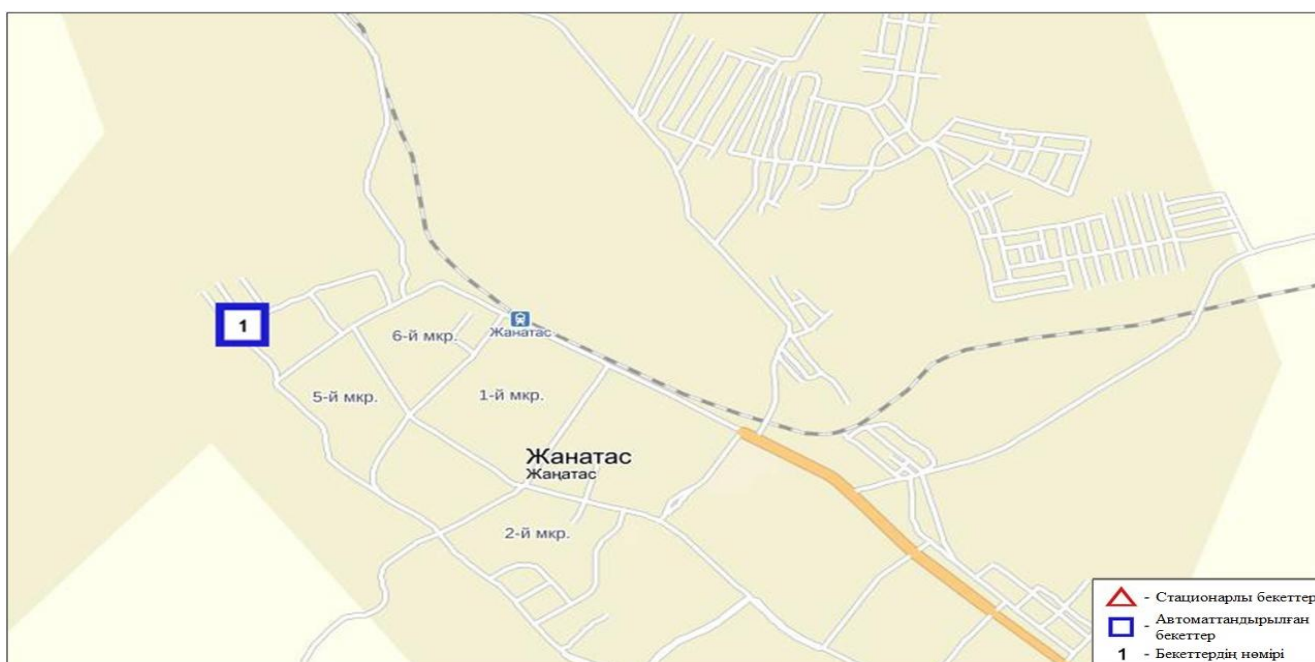 1
Жанатас
6-й мкр.
5-й мкр.
1-й мкр.
Жанатас
Жаңатас
2-й мкр.
- Стационарлы бекеттер
- Автоматтандырылған
бекеттер
1 - Бекеттердің нөмірі